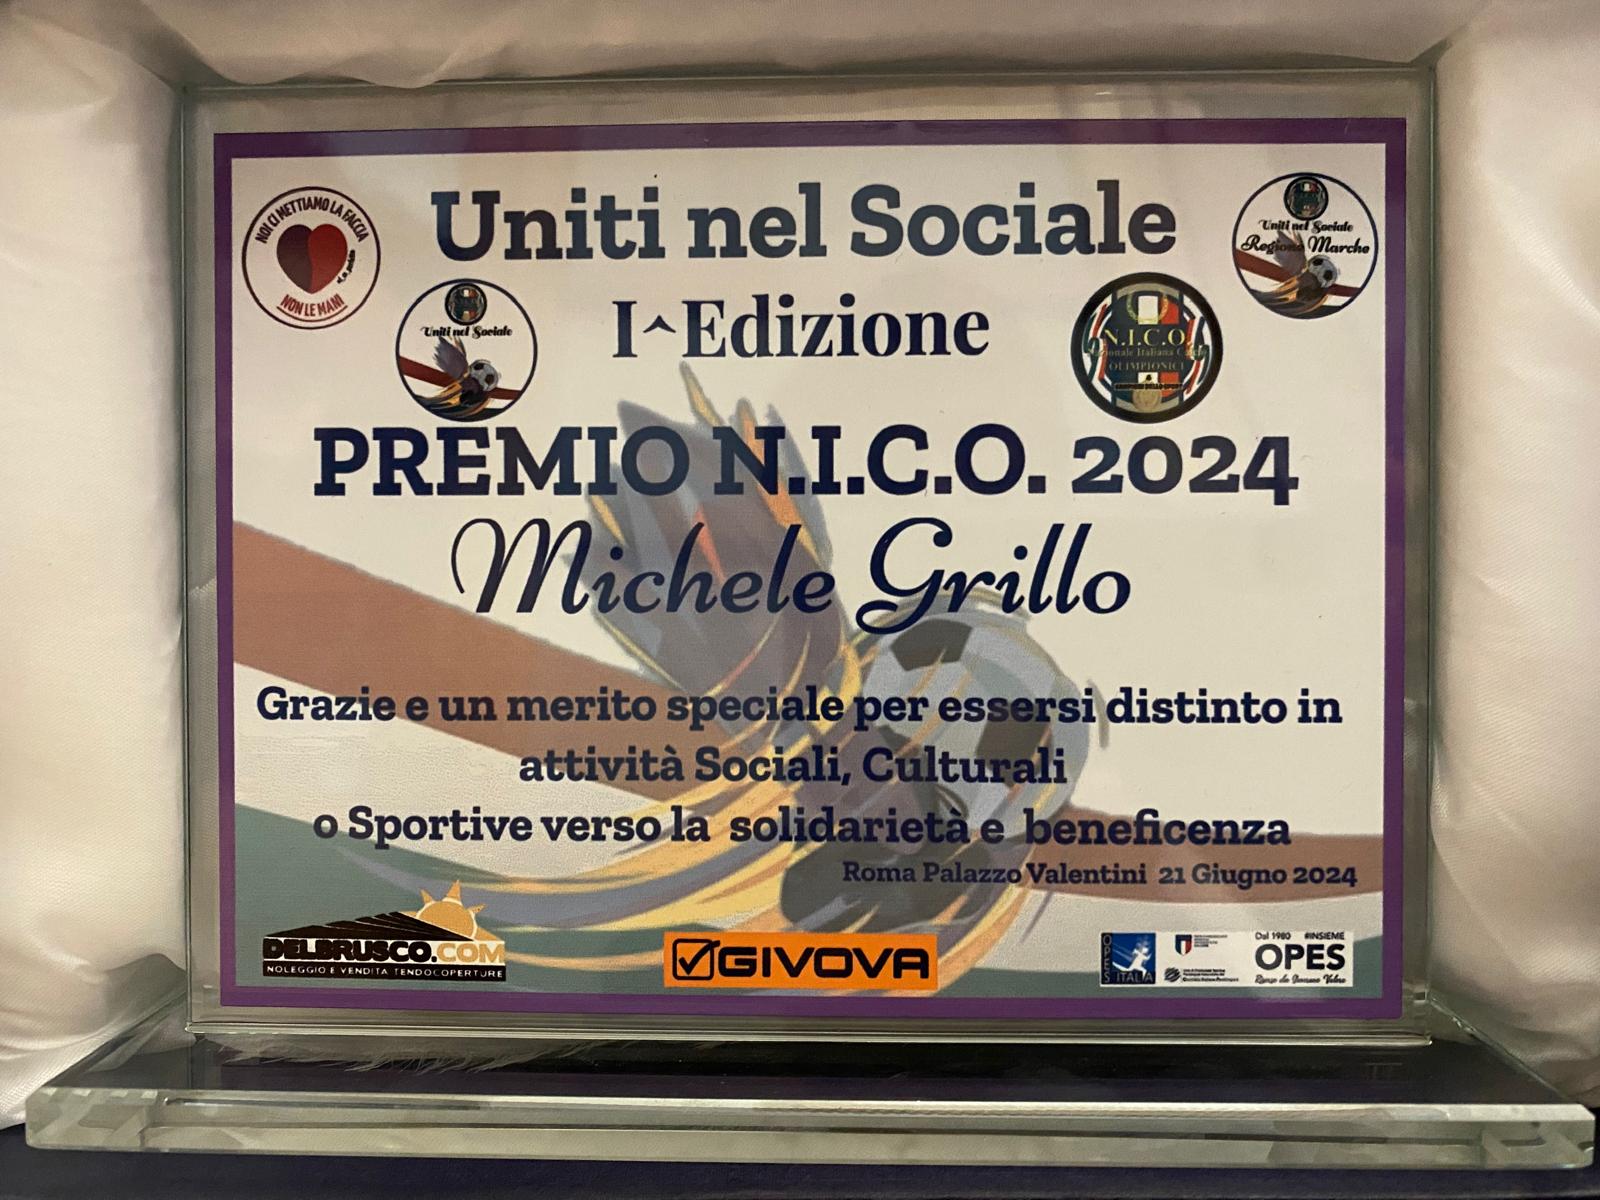 Uniti nel Sociale
NOI CI METTIAMO LA FACCIA
NON LE MANI
Uniti nel Sociale
Regione Marche
I^Edizione
Uniti nel Sociale
N.I.C.O.
Italiana
OLIMPIONICI
PREMIO N.I.C.O. 2024
Michele Grillo
Grazie e un merito speciale per essersi distinto in
attività Sociali, Culturali
o Sportive verso la solidarietà e beneficenza
Roma Palazzo Valentini 21 Giugno 2024
DELBRUSCO.COM
NOLEGGIO E VENDITA TENDOCOPERTURE
GIVOVA
OPES
ITALIA
Dal 1980 #INSIEME
OPES